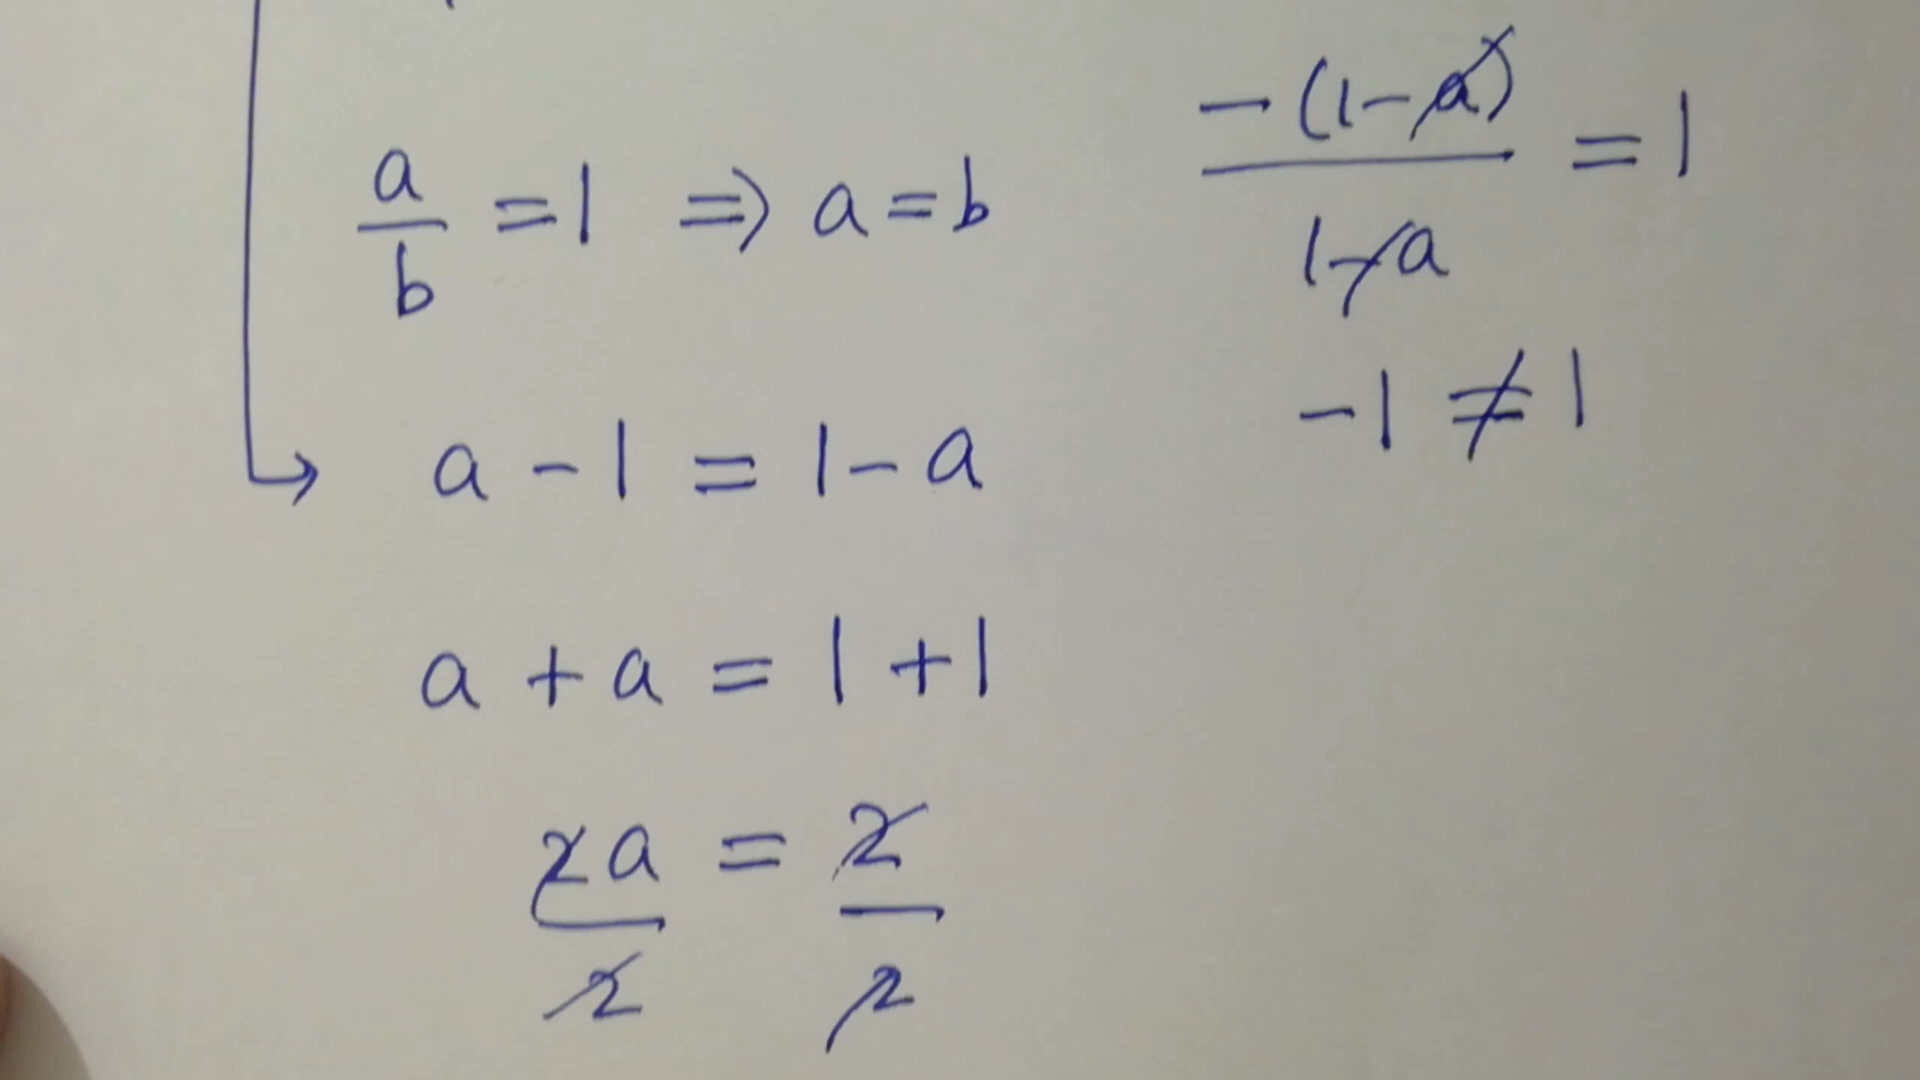 a/b = 1 ⇒ a = b
a - 1 = 1 - a
a + a = 1 + 1
2a/2 = 2/2
-(1-a)/1-a = 1
-1 ≠ 1